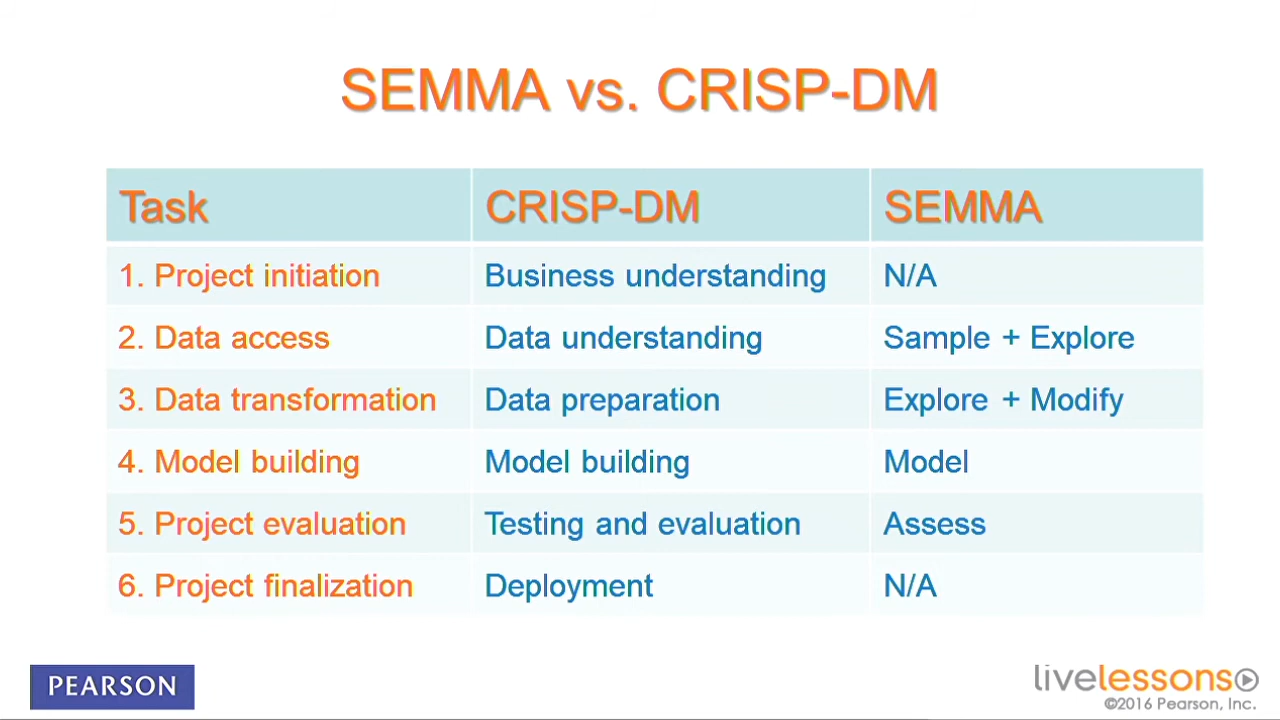 SEMMA vs. CRISP-DM
Task CRISP-DM SEMMA
1. Project initiation Business understanding N/A
2. Data access Data understanding Sample + Explore
3. Data transformation Data preparation Explore + Modify
4. Model building Model building Model
5. Project evaluation Testing and evaluation Assess
6. Project finalization Deployment N/A
PEARSON
livelessons
©2016 Pearson, Inc.